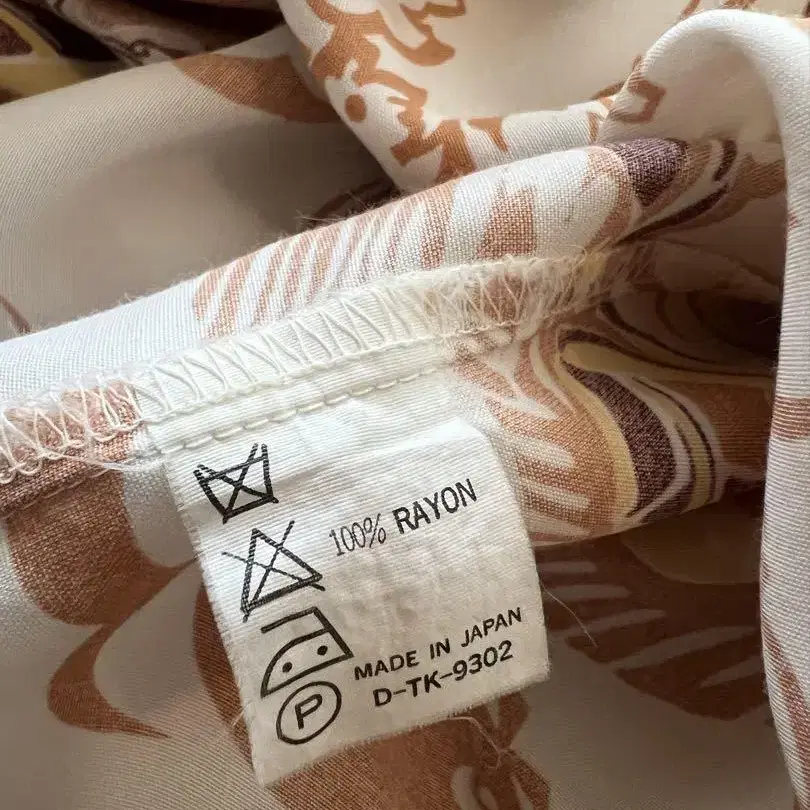 100% RAYON
MADE IN JAPAN
D-TK-9302
P